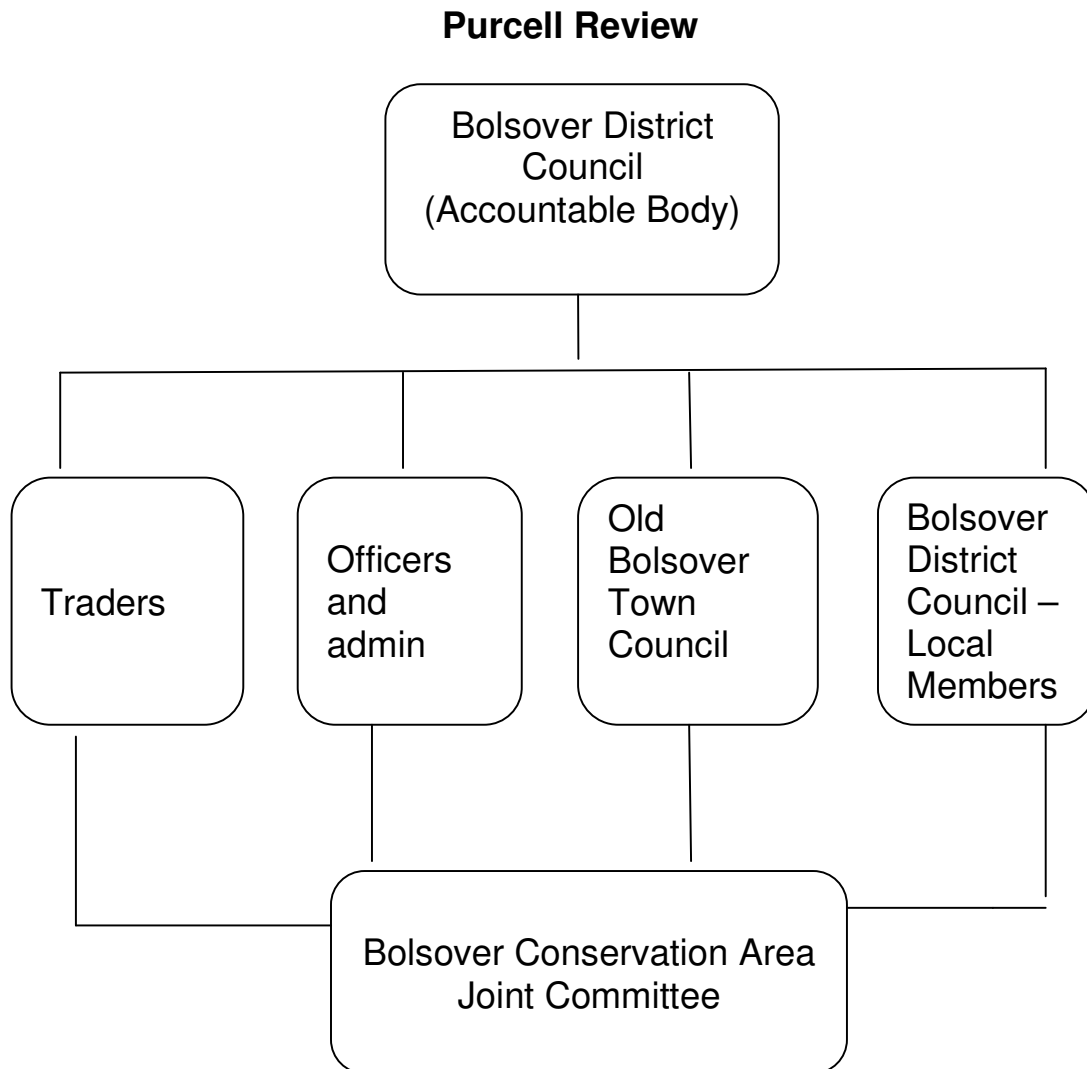 Purcell Review
Bolsover District
Council
(Accountable Body)
Traders
Officers
and
admin
Old
Bolsover
Town
Council
Bolsover
District
Council –
Local
Members
Bolsover Conservation Area
Joint Committee